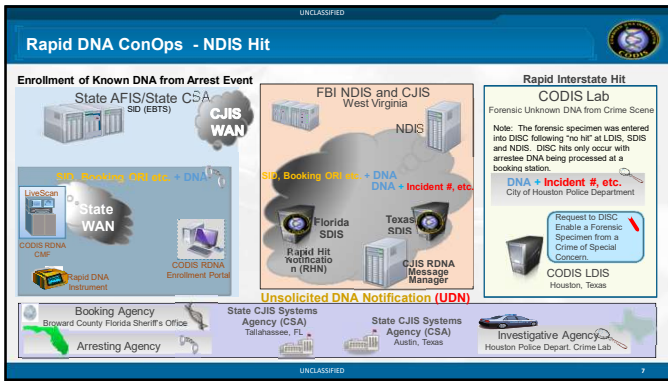 UNCLASSIFIED
Rapid DNA ConOps - NDIS Hit
Enrollment of Known DNA from Arrest Event
State AFIS/State CSA
SID (EBTS)
CJIS
WAN
SID, Booking ORI etc. + DNA
LiveScan
State
WAN
CODIS RDNA
CMF
CODIS RDNA
Enrollment Portal
Rapid DNA
Instrument
FBI NDIS and CJIS
West Virginia
NDIS
SID, Booking ORI etc. + DNA
DNA + Incident #, etc.
Florida
SDIS
Texas
SDIS
Rapid Hit
Notificatio
n (RHN)
CJIS RDNA
Message
Manager
Unsolicited DNA Notification (UDN)
Rapid Interstate Hit
CODIS Lab
Forensic Unknown DNA from Crime Scene
Note: The forensic specimen was entered
into DISC following "no hit" at LDIS, SDIS
and NDIS. DISC hits only occur with
arrestee DNA being processed at a
booking station.
DNA + Incident #, etc.
City of Houston Police Department
Request to DISC
Enable a Forensic
Specimen from a
Crime of Special
Concern.
CODIS LDIS
Houston, Texas
Booking Agency
Broward County Florida Sheriff's Office
Arresting Agency
State CJIS Systems
Agency (CSA)
Tallahassee, FL
State CJIS Systems
Agency (CSA)
Austin, Texas
Investigative Agency
Houston Police Depart. Crime Lab
UNCLASSIFIED
7